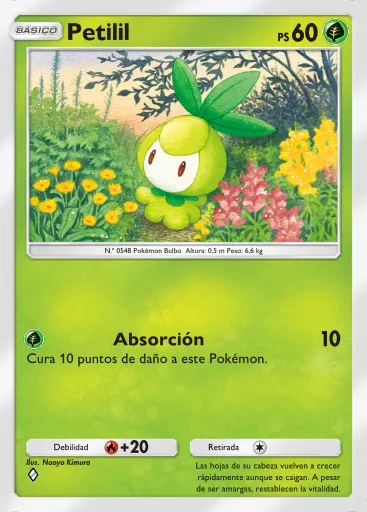 BÁSICO Petilil PS 60
N.º 0548 Pokémon Bulbo Altura: 0,5 m Peso: 6,6 kg
Absorción 10
Cura 10 puntos de daño a este Pokémon.
Debilidad +20 Retirada
Ilus. Naoyo Kimura
Las hojas de su cabeza vuelven a crecer
rápidamente aunque se caigan. A pesar
de ser amargas, restablecen la vitalidad.